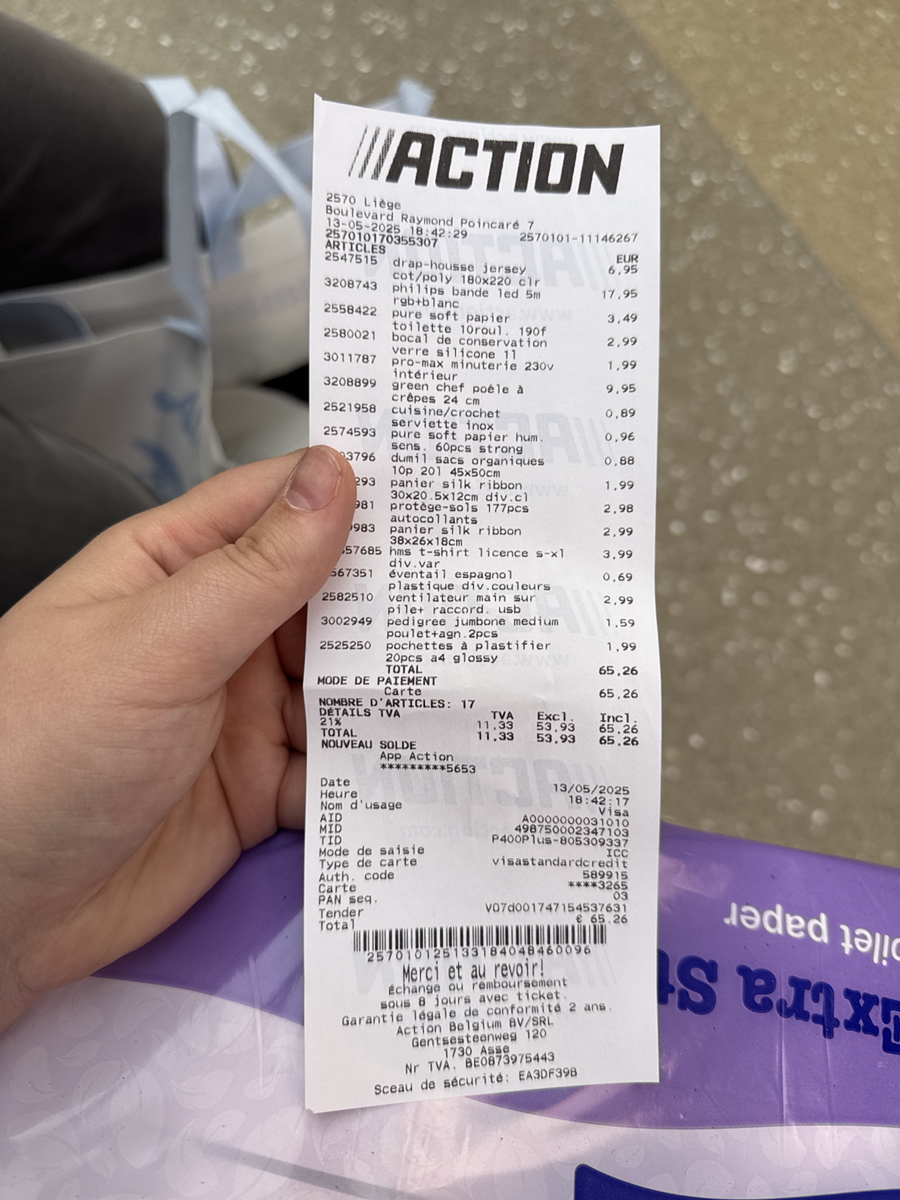 ///ACTION
2570 Liège
Boulevard Raymond Poincaré 7
13-05-2025 18:42:29 2570101-11146267
257010170355307
ARTICLES EUR
2547515 drap-housse jersey 6,95
cot/poly 180x220 clr
3208743 philips bande led 5m 17,95
rgb+blanc
2558422 pure soft papier 3,49
toilette 10roul. 190f
2580021 bocal de conservation 2,99
verre silicone 1l
3011787 pro-max minuterie 230v 1,99
intérieur
3208899 green chef poêle à 9,95
crêpes 24 cm
2521958 cuisine/crochet 0,89
serviette inox
2574593 pure soft papier hum. 0,96
sens. 60pcs strong
3796 dumil sacs organiques 0,88
10p 20l 45x50cm
293 panier silk ribbon 1,99
30x20.5x12cm div.cl
981 protège-sols 177pcs 2,98
autocollants
983 panier silk ribbon 2,99
38x26x18cm
57685 hms t-shirt licence s-xl 3,99
div.var
567351 éventail espagnol 0,69
plastique div.couleurs
2582510 ventilateur main sur 2,99
pile+ raccord. usb
3002949 pedigree jumbone medium 1,59
poulet+agn.2pcs
2525250 pochettes à plastifier 1,99
20pcs a4 glossy
TOTAL 65,26
MODE DE PAIEMENT
Carte 65,26
NOMBRE D'ARTICLES: 17
DÉTAILS TVA TVA Excl. Incl.
21% 11.33 53,93 65.26
TOTAL 11.33 53,93 65.26
NOUVEAU SOLDE
App Action
*********5653
Date 13/05/2025
Heure 18:42:17
Nom d'usage Visa
AID A0000000031010
MID 498750002347103
TID P400Plus-805309337
Mode de saisie ICC
Type de carte visastandardcredit
Auth. code 589915
Carte ****3265
PAN seq. 03
Tender V07d001747154537631
Total € 65.26
257010125133184048460096
Merci et au revoir!
Échange ou remboursement
sous 8 jours avec ticket.
Garantie légale de conformité 2 ans.
Action Belgium BV/SRL
Gentsesteenweg 120
1730 Asse
Nr TVA. BE0873975443
Sceau de sécurité: EA3DF39B
toilet paper
Extra St